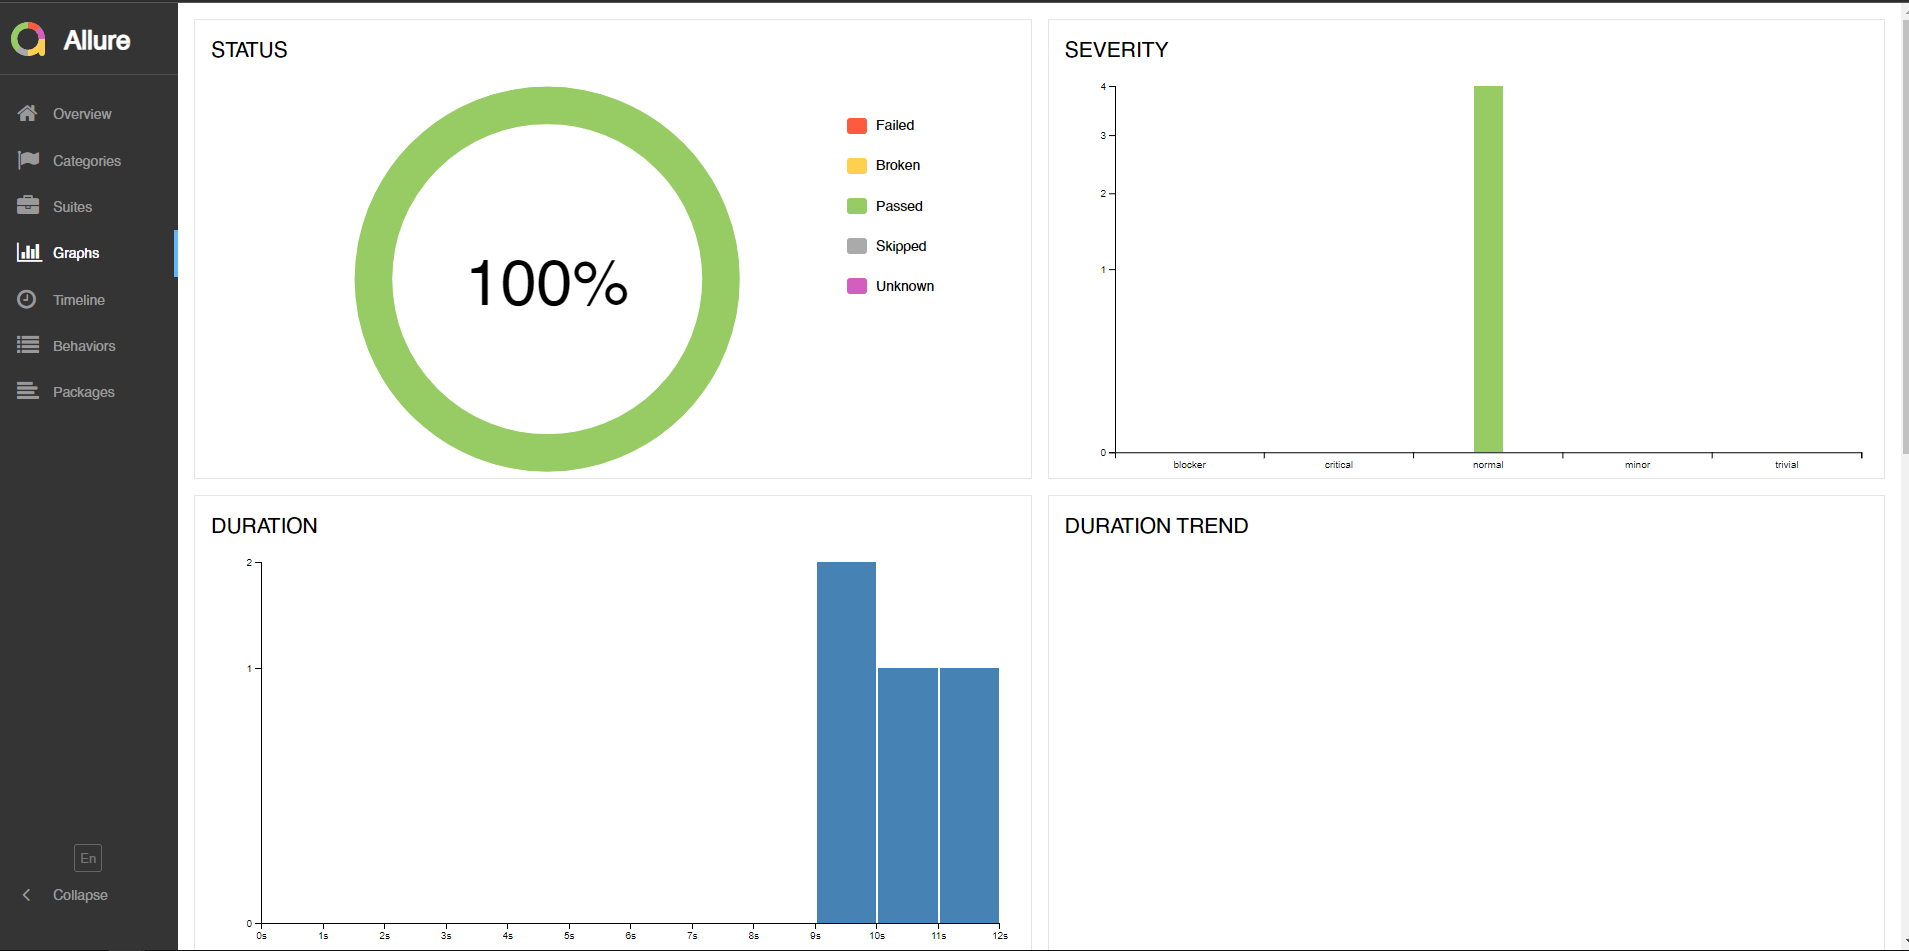 Allure
Overview
Categories
Suites
Graphs
Timeline
Behaviors
Packages
En
Collapse
STATUS
100%
Failed
Broken
Passed
Skipped
Unknown
SEVERITY
4
3
2
1
0
blocker critical normal minor trivial
DURATION
2
1
0
0s 1s 2s 3s 4s 5s 6s 7s 8s 9s 10s 11s 12s
DURATION TREND